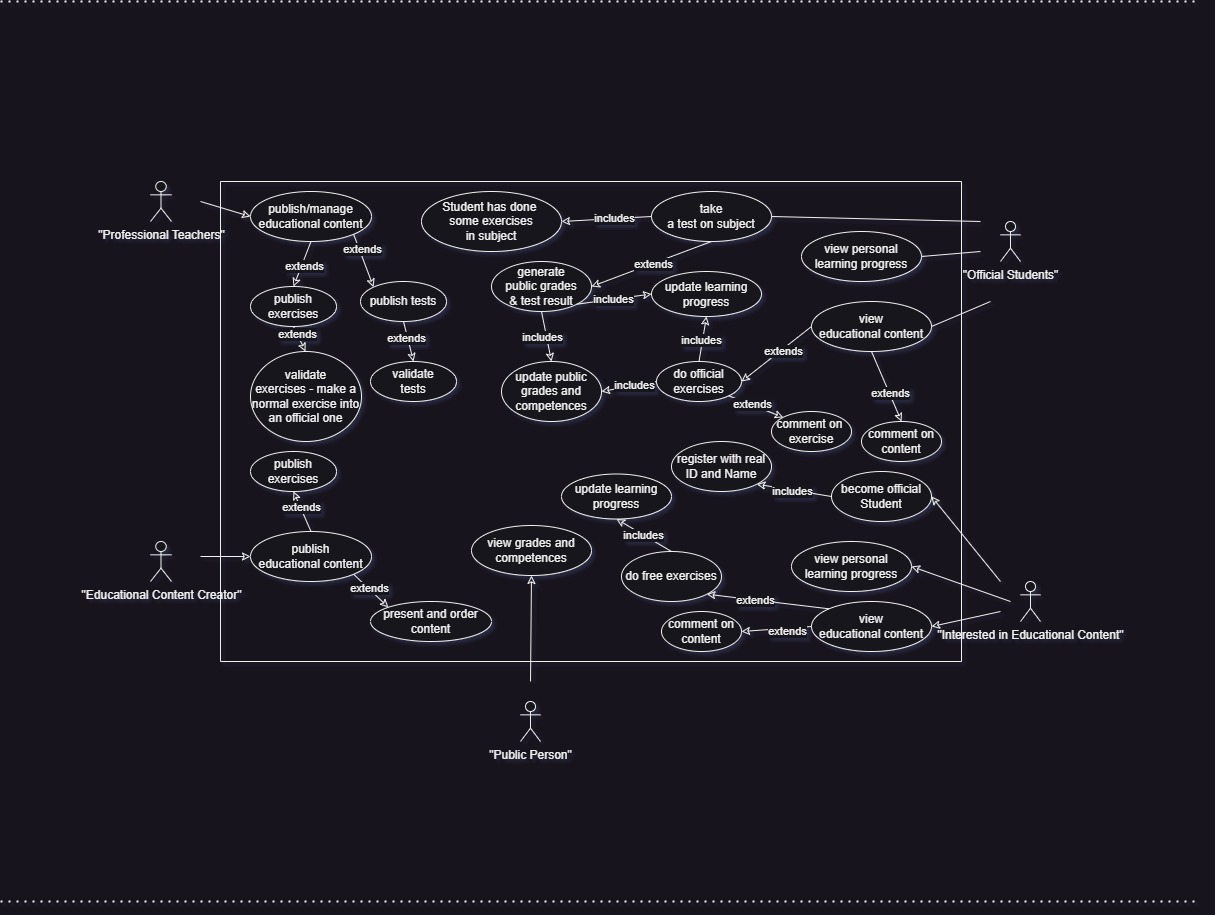 "Professional Teachers"
publish/manage
educational content
extends
extends
publish
exercises
publish tests
extends
extends
validate
exercises - make a
normal exercise into
an official one
validate
tests
Student has done
some exercises
in subject
includes
take
a test on subject
extends
generate
public grades
& test result
includes
update learning
progress
includes
includes
update public
grades and
competences
includes
do official
exercises
extends
comment on
exercise
view personal
learning progress
"Official Students"
view
educational content
extends
extends
comment on
content
publish
exercises
extends
"Educational Content Creator"
publish
educational content
extends
present and order
content
register with real
ID and Name
includes
become official
Student
update learning
progress
includes
view grades and
competences
do free exercises
extends
view personal
learning progress
comment on
content
extends
view
educational content
"Interested in Educational Content"
"Public Person"